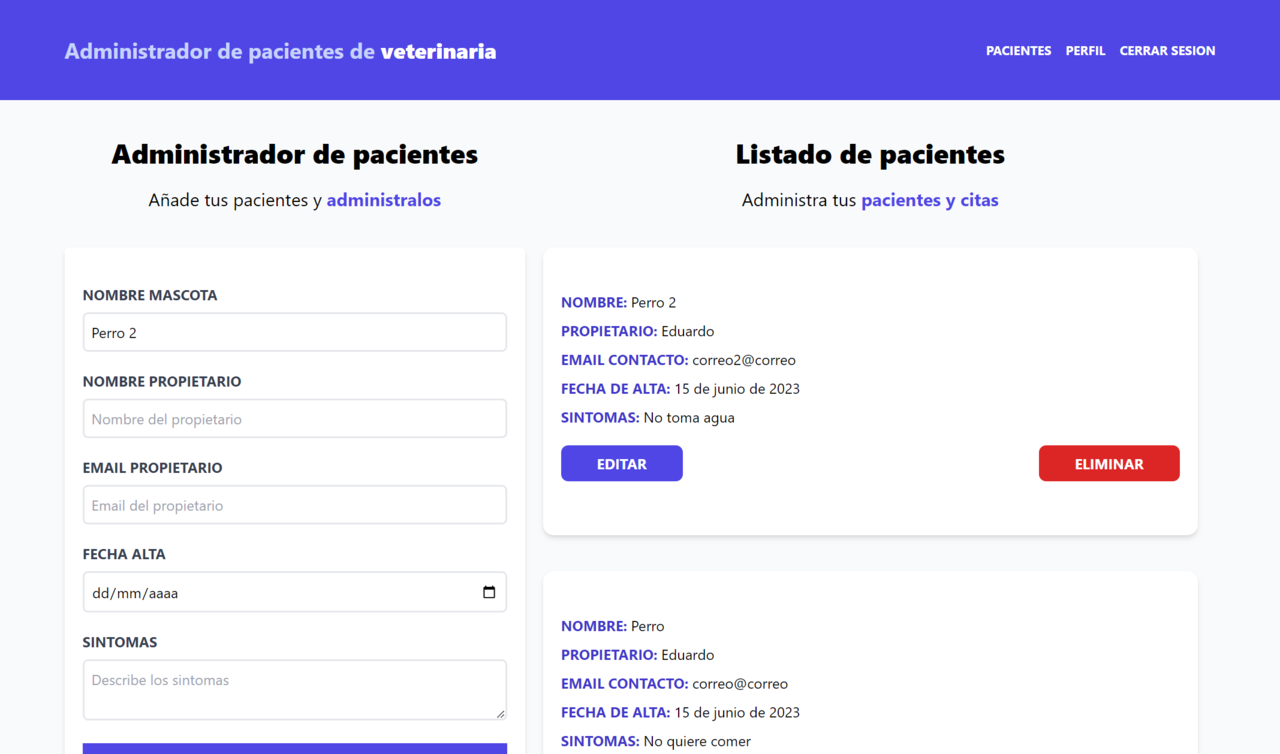 Administrador de pacientes de veterinaria
PACIENTES PERFIL CERRAR SESION
Administrador de pacientes
Añade tus pacientes y administralos
NOMBRE MASCOTA
Perro 2
NOMBRE PROPIETARIO
Nombre del propietario
EMAIL PROPIETARIO
Email del propietario
FECHA ALTA
dd/mm/aaaa
SINTOMAS
Describe los sintomas
Listado de pacientes
Administra tus pacientes y citas
NOMBRE: Perro 2
PROPIETARIO: Eduardo
EMAIL CONTACTO: correo2@correo
FECHA DE ALTA: 15 de junio de 2023
SINTOMAS: No toma agua
EDITAR ELIMINAR
NOMBRE: Perro
PROPIETARIO: Eduardo
EMAIL CONTACTO: correo@correo
FECHA DE ALTA: 15 de junio de 2023
SINTOMAS: No quiere comer